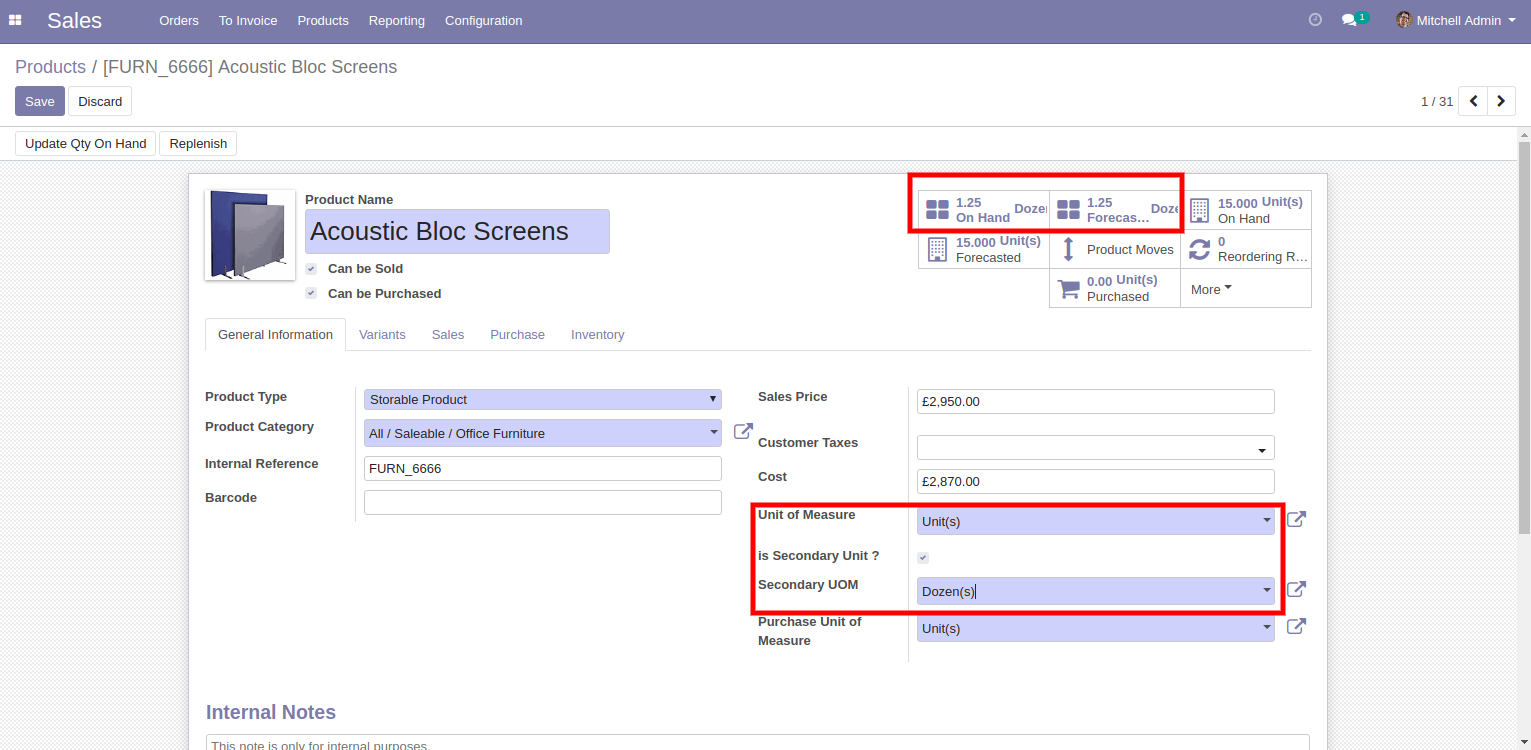 Sales Orders To Invoice Products Reporting Configuration 1 Mitchell Admin
Products / [FURN_6666] Acoustic Bloc Screens
Save Discard 1 / 31
Update Qty On Hand Replenish
Product Name
Acoustic Bloc Screens
Can be Sold
Can be Purchased
1.25
On Hand Dozen
1.25
Forecas... Doze
15.000 Unit(s)
On Hand
15.000 Unit(s)
Forecasted
Product Moves
0
Reordering R...
0.00 Unit(s)
Purchased
More
General Information Variants Sales Purchase Inventory
Product Type Storable Product
Product Category All / Saleable / Office Furniture
Internal Reference FURN_6666
Barcode
Sales Price £2,950.00
Customer Taxes
Cost £2,870.00
Unit of Measure Unit(s)
is Secondary Unit ?
Secondary UOM Dozen(s)
Purchase Unit of
Measure Unit(s)
Internal Notes
This note is only for internal purposes.